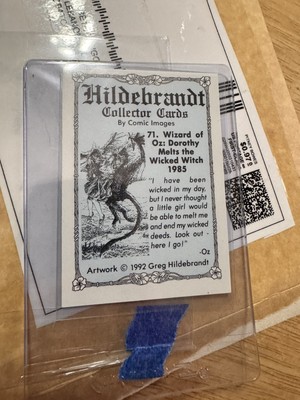 Hildebrandt
Collector Cards
By Comic Images
71. Wizard of
Oz: Dorothy
Melts the
Wicked Witch
1985
"I have been
wicked in my day,
but I never thought
a little girl would
be able to melt me
and end my wicked
deeds. Look out -
here I go!"
-Oz
Artwork © 1992 Greg Hildebrandt